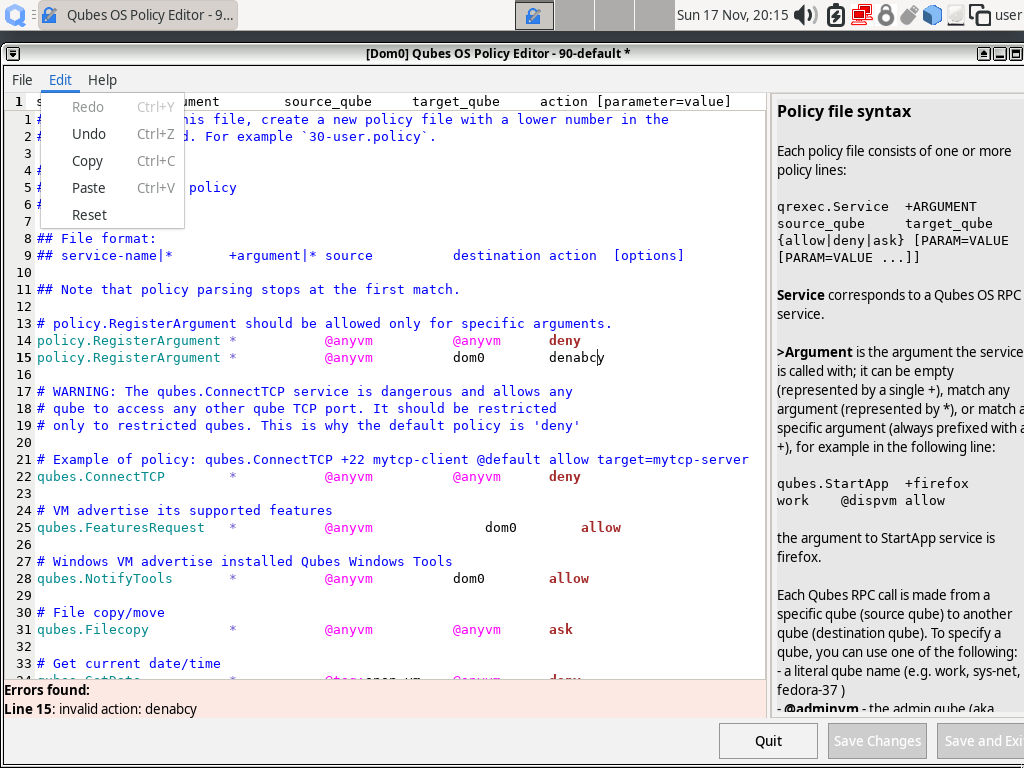 Qubes OS Policy Editor - 9...
Sun 17 Nov, 20:15
user
[Dom0] Qubes OS Policy Editor - 90-default *
File Edit Help
Redo Ctrl+Y
Undo Ctrl+Z
Copy Ctrl+C
Paste Ctrl+V
Reset
1 s ument source_qube target_qube action [parameter=value]
1 # his file, create a new policy file with a lower number in the
2 # d. For example `30-user.policy`.
3
4 #
5 # policy
6 #
7
8 ## File format:
9 ## service-name|* +argument|* source destination action [options]
10
11 ## Note that policy parsing stops at the first match.
12
13 # policy.RegisterArgument should be allowed only for specific arguments.
14 policy.RegisterArgument * @anyvm @anyvm deny
15 policy.RegisterArgument * @anyvm dom0 denabcy
16
17 # WARNING: The qubes.ConnectTCP service is dangerous and allows any
18 # qube to access any other qube TCP port. It should be restricted
19 # only to restricted qubes. This is why the default policy is 'deny'
20
21 # Example of policy: qubes.ConnectTCP +22 mytcp-client @default allow target=mytcp-server
22 qubes.ConnectTCP * @anyvm @anyvm deny
23
24 # VM advertise its supported features
25 qubes.FeaturesRequest * @anyvm dom0 allow
26
27 # Windows VM advertise installed Qubes Windows Tools
28 qubes.NotifyTools * @anyvm dom0 allow
29
30 # File copy/move
31 qubes.Filecopy * @anyvm @anyvm ask
32
33 # Get current date/time
Errors found:
Line 15: invalid action: denabcy
Policy file syntax
Each policy file consists of one or more
policy lines:
qrexec.Service +ARGUMENT
source_qube target_qube
{allow|deny|ask} [PARAM=VALUE
[PARAM=VALUE ...]]
Service corresponds to a Qubes OS RPC
service.
>Argument is the argument the service
is called with; it can be empty
(represented by a single +), match any
argument (represented by *), or match a
specific argument (always prefixed with a
+), for example in the following line:
qubes.StartApp +firefox
work @dispvm allow
the argument to StartApp service is
firefox.
Each Qubes RPC call is made from a
specific qube (source qube) to another
qube (destination qube). To specify a
qube, you can use one of the following:
- a literal qube name (e.g. work, sys-net,
fedora-37 )
- @adminvm - the admin qube (aka
Quit Save Changes Save and Exi